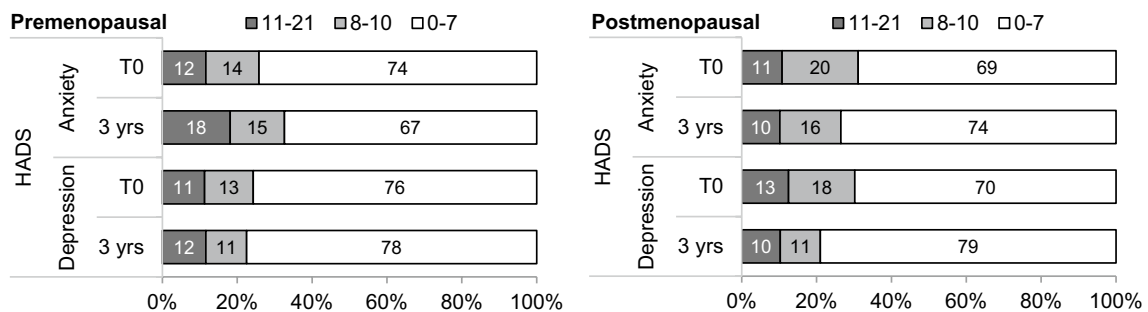 Premenopausal ■ 11-21 □ 8-10 □ 0-7
HADS
Anxiety
T0 12 14 74
3 yrs 18 15 67
Depression
T0 11 13 76
3 yrs 12 11 78
0% 20% 40% 60% 80% 100%
Postmenopausal ■ 11-21 □ 8-10 □ 0-7
HADS
Anxiety
T0 11 20 69
3 yrs 10 16 74
Depression
T0 13 18 70
3 yrs 10 11 79
0% 20% 40% 60% 80% 100%